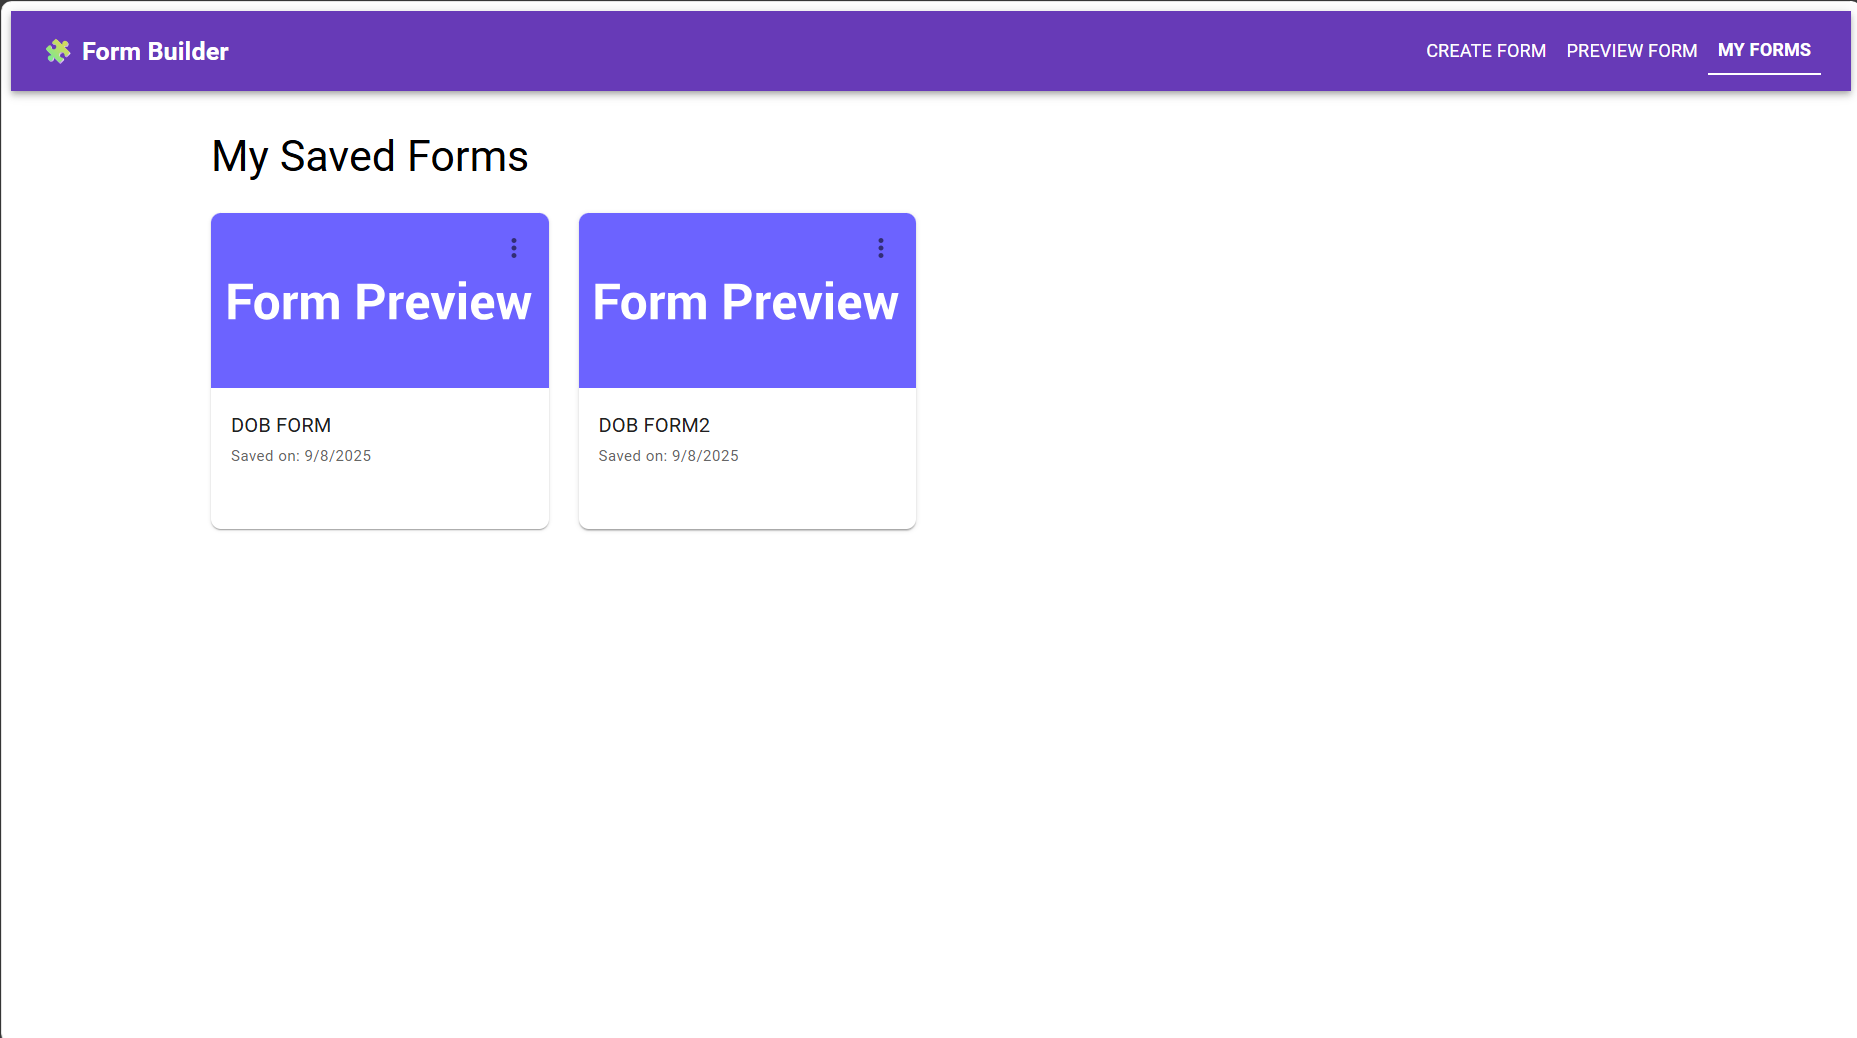 Form Builder
CREATE FORM
PREVIEW FORM
MY FORMS
My Saved Forms
Form Preview
DOB FORM
Saved on: 9/8/2025
Form Preview
DOB FORM2
Saved on: 9/8/2025